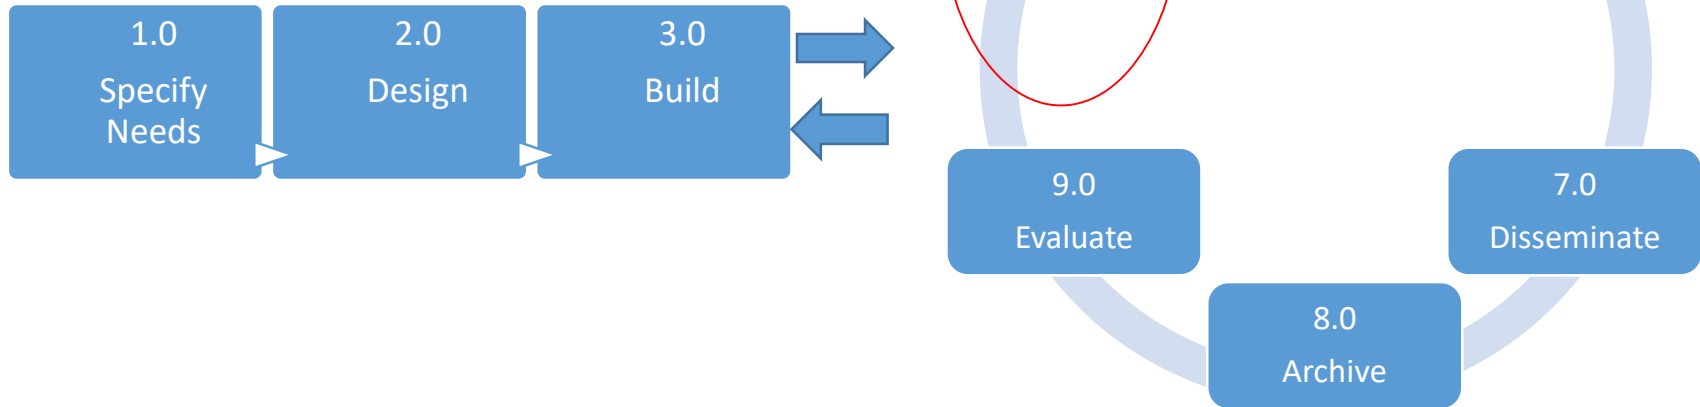 1.0
Specify
Needs
2.0
Design
3.0
Build
9.0
Evaluate
7.0
Disseminate
8.0
Archive